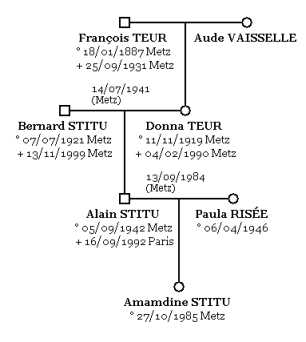 François TEUR
Aude VAISSELLE
° 18/01/1887 Metz
+ 25/09/1931 Metz
14/07/1941
(Metz)
Bernard STITU
Donna TEUR
° 07/07/1921 Metz
° 11/11/1919 Metz
+ 13/11/1999 Metz
+ 04/02/1990 Metz
13/09/1984
(Metz)
Alain STITU
Paula RISÉE
° 05/09/1942 Metz
° 06/04/1946
+ 16/09/1992 Paris
Amamdine STITU
° 27/10/1985 Metz